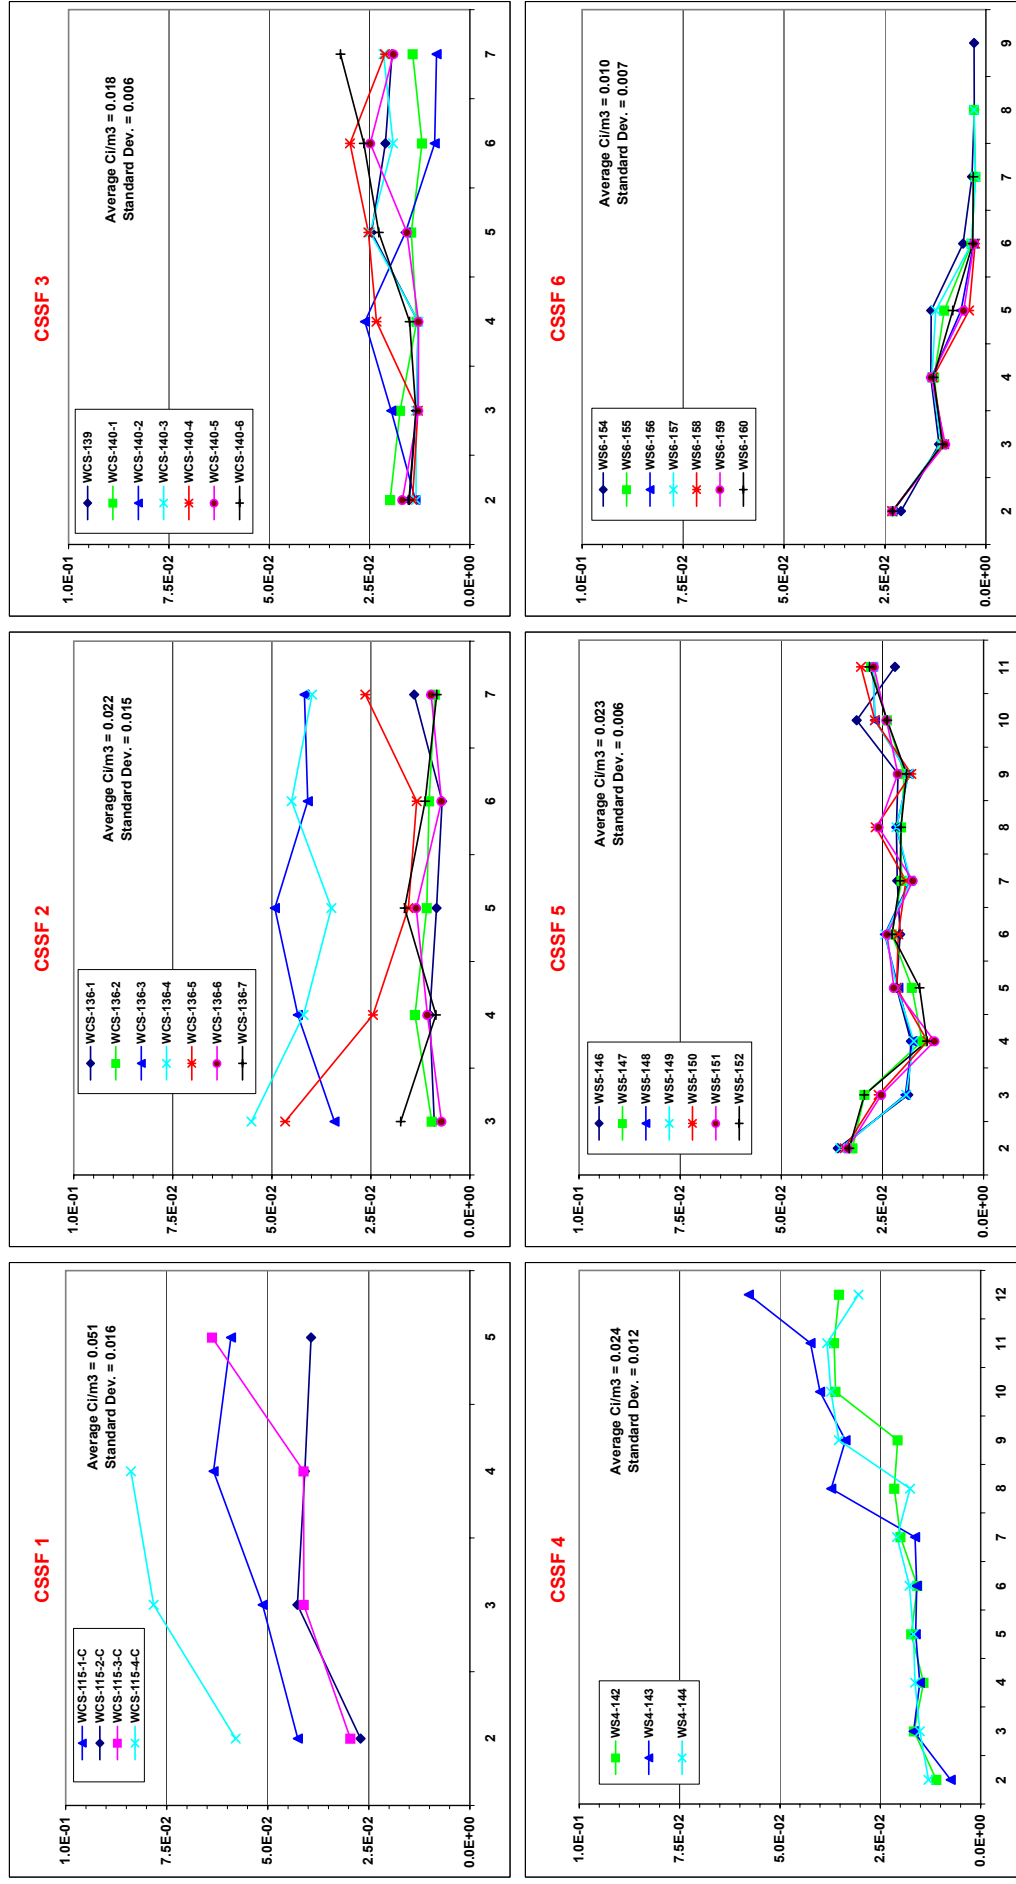 CSSF 1
1.0E-01
7.5E-02
5.0E-02
2.5E-02
0.0E+00
WCS-115-1-C
WCS-115-2-C
WCS-115-3-C
WCS-115-4-C
Average Ci/m3 = 0.051
Standard Dev. = 0.016
2 3 4 5
CSSF 2
1.0E-01
7.5E-02
5.0E-02
2.5E-02
0.0E+00
WCS-136-1
WCS-136-2
WCS-136-3
WCS-136-4
WCS-136-5
WCS-136-6
WCS-136-7
Average Ci/m3 = 0.022
Standard Dev. = 0.015
3 4 5 6 7
CSSF 3
1.0E-01
7.5E-02
5.0E-02
2.5E-02
0.0E+00
WCS-139
WCS-140-1
WCS-140-2
WCS-140-3
WCS-140-4
WCS-140-5
WCS-140-6
Average Ci/m3 = 0.018
Standard Dev. = 0.006
2 3 4 5 6 7
CSSF 4
1.0E-01
7.5E-02
5.0E-02
2.5E-02
0.0E+00
WS4-142
WS4-143
WS4-144
Average Ci/m3 = 0.024
Standard Dev. = 0.012
2 3 4 5 6 7 8 9 10 11 12
CSSF 5
1.0E-01
7.5E-02
5.0E-02
2.5E-02
0.0E+00
WS5-146
WS5-147
WS5-148
WS5-149
WS5-150
WS5-151
WS5-152
Average Ci/m3 = 0.023
Standard Dev. = 0.006
2 3 4 5 6 7 8 9 10 11
CSSF 6
1.0E-01
7.5E-02
5.0E-02
2.5E-02
0.0E+00
WS6-154
WS6-155
WS6-156
WS6-157
WS6-158
WS6-159
WS6-160
Average Ci/m3 = 0.010
Standard Dev. = 0.007
2 3 4 5 6 7 8 9